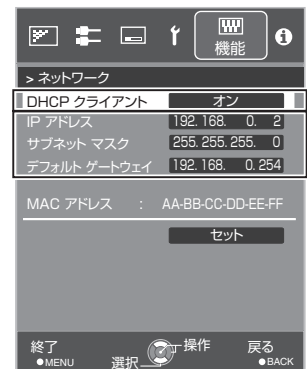 機能
> ネットワーク
DHCP クライアント オン
IP アドレス 192. 168. 0. 2
サブネット マスク 255. 255. 255. 0
デフォルト ゲートウェイ 192. 168. 0. 254
MAC アドレス : AA-BB-CC-DD-EE-FF
セット
終了 操作 戻る
●MENU 選択 ●BACK